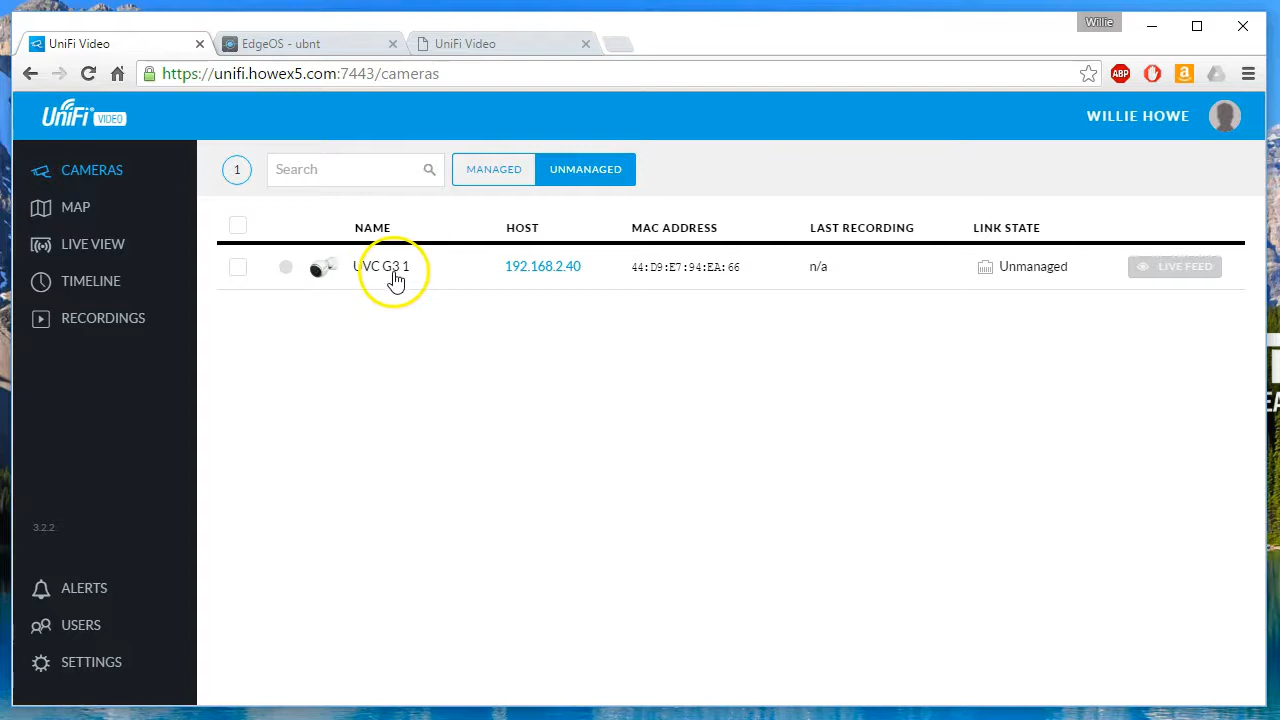 Willie
UniFi Video
EdgeOS - ubnt
UniFi Video
https://unifi.howex5.com:7443/cameras
ABP
UniFi VIDEO
WILLIE HOWE
CAMERAS
MAP
LIVE VIEW
TIMELINE
RECORDINGS
3.2.2
ALERTS
USERS
SETTINGS
1
Search
MANAGED
UNMANAGED
NAME HOST MAC ADDRESS LAST RECORDING LINK STATE
UVC G3 1 192.168.2.40 44:D9:E7:94:EA:66 n/a Unmanaged LIVE FEED